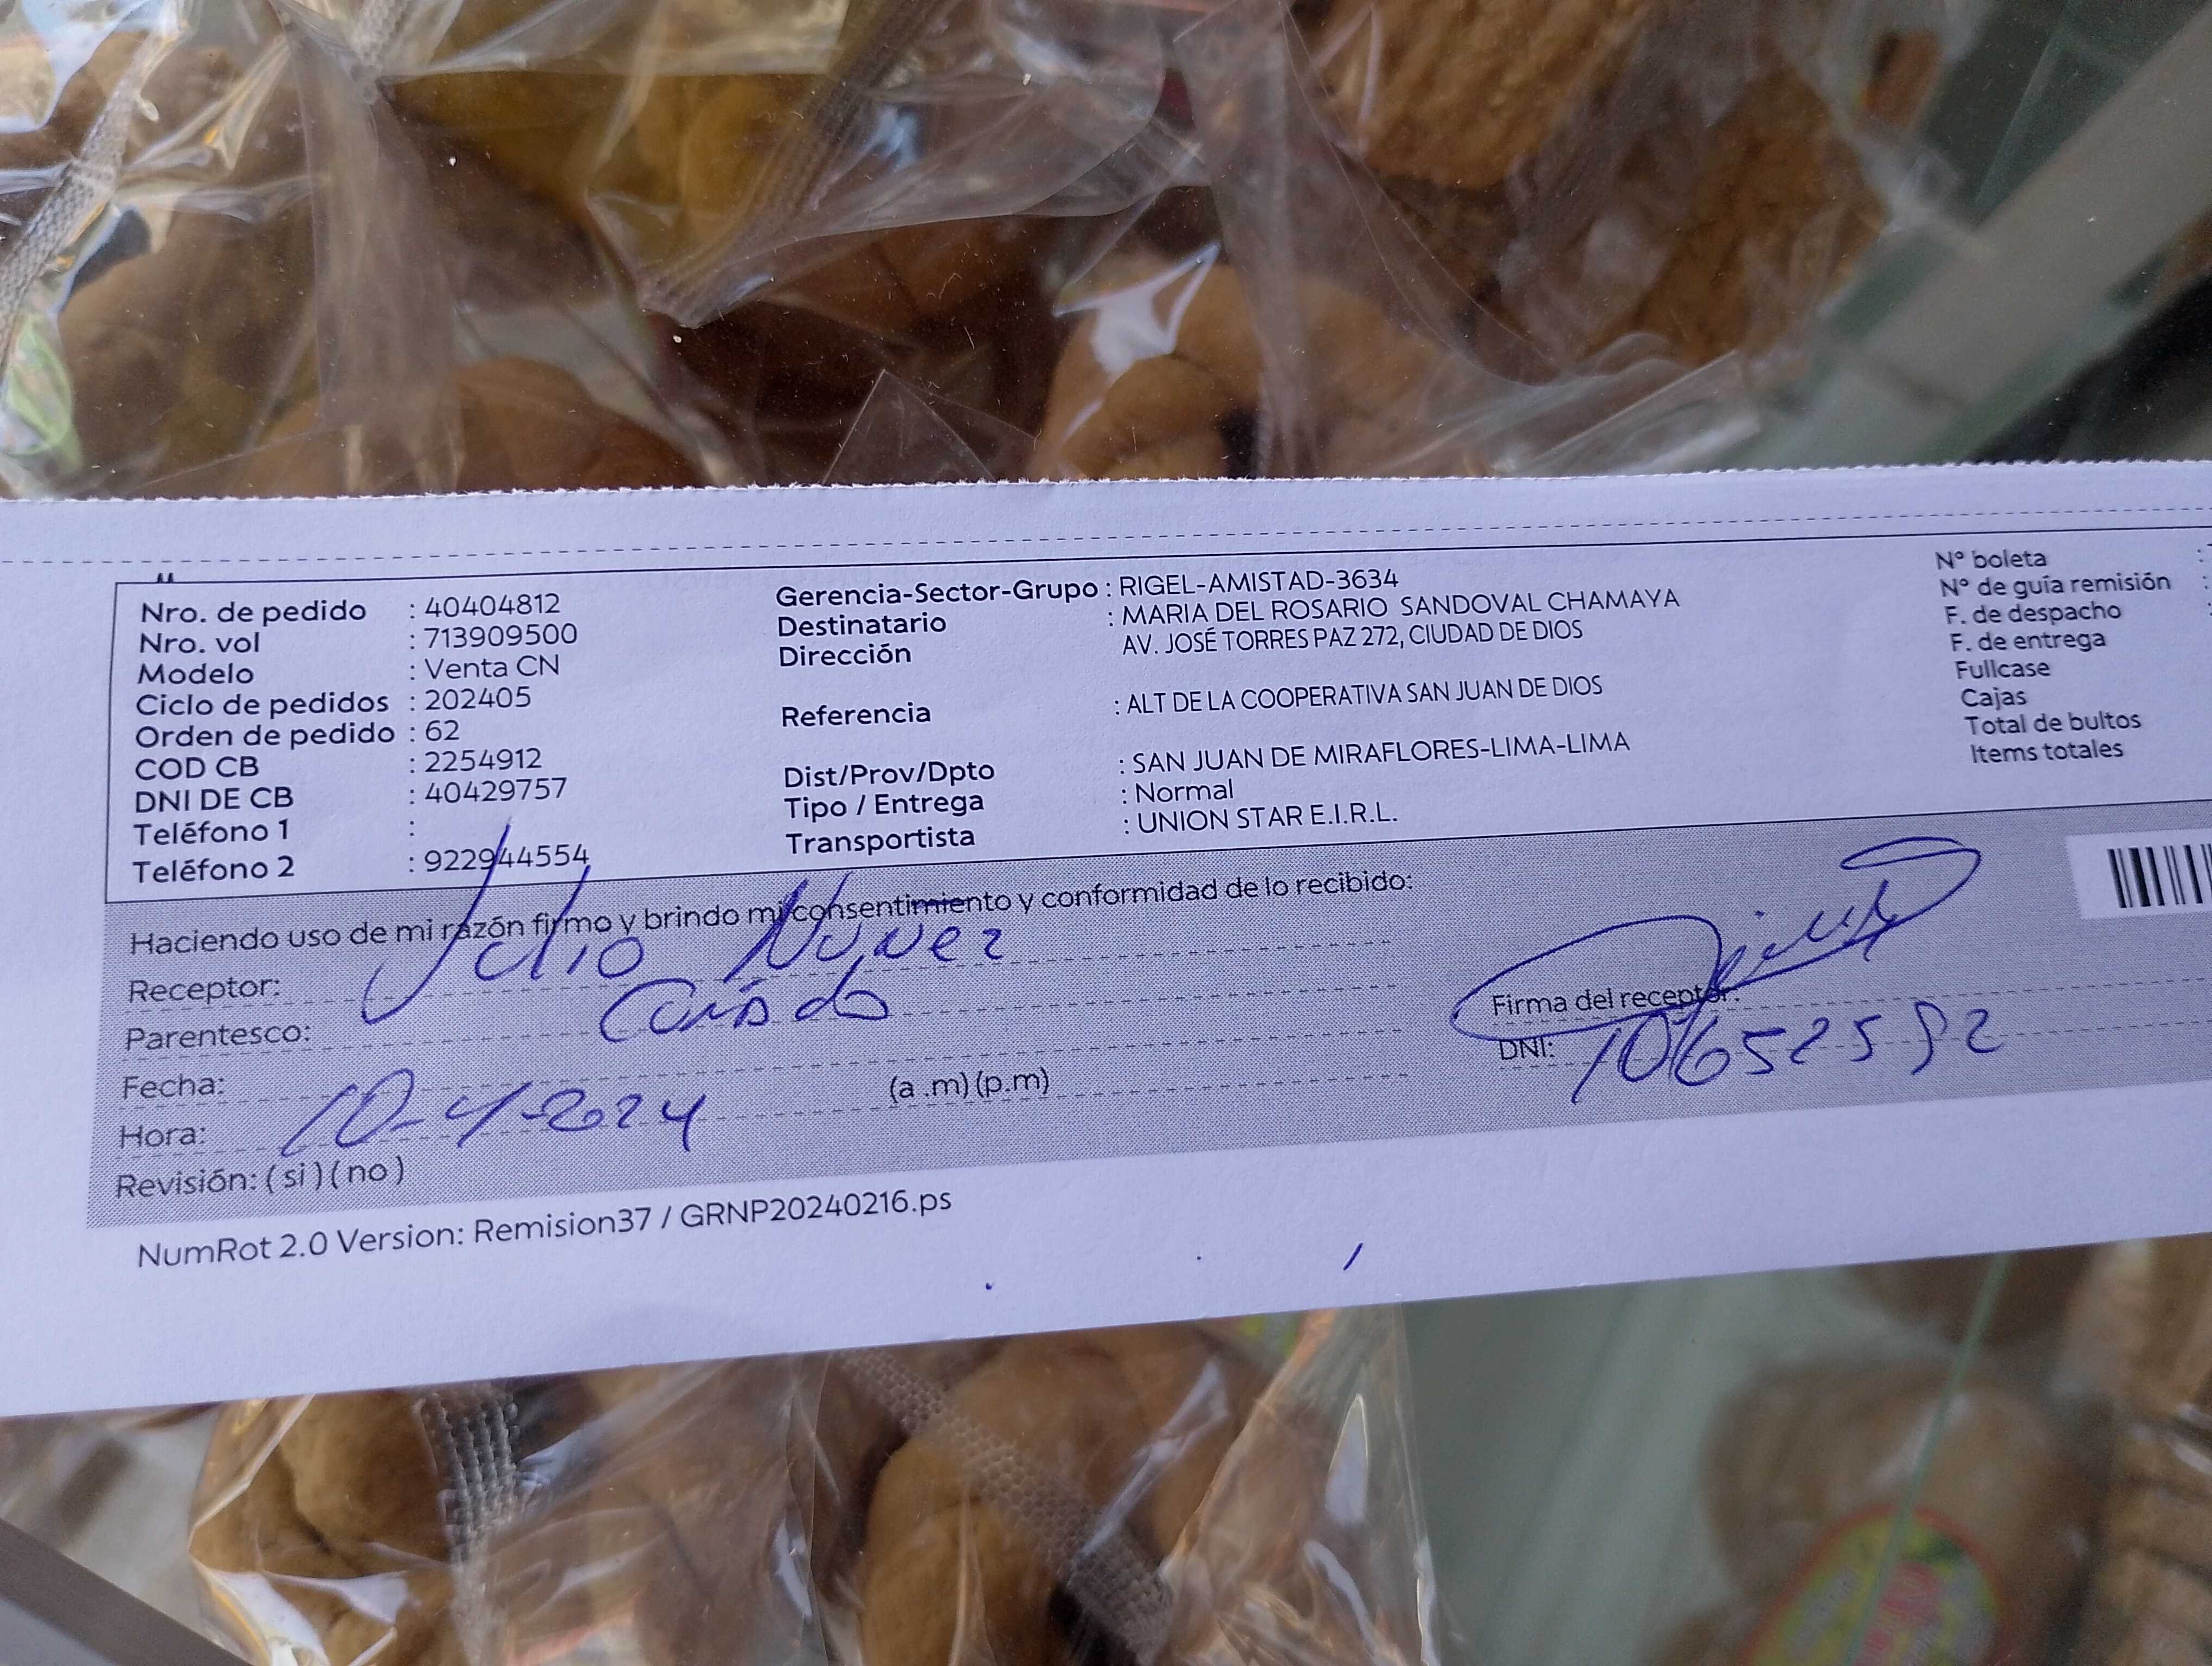 Nro. de pedido : 40404812
Nro. vol : 713909500
Modelo : Venta CN
Ciclo de pedidos : 202405
Orden de pedido : 62
COD CB : 2254912
DNI DE CB : 40429757
Teléfono 1 :
Teléfono 2 : 922944554
Gerencia-Sector-Grupo : RIGEL-AMISTAD-3634
Destinatario : MARIA DEL ROSARIO SANDOVAL CHAMAYA
Dirección AV. JOSÉ TORRES PAZ 272, CIUDAD DE DIOS
Referencia : ALT DE LA COOPERATIVA SAN JUAN DE DIOS
Dist/Prov/Dpto : SAN JUAN DE MIRAFLORES-LIMA-LIMA
Tipo / Entrega : Normal
Transportista : UNION STAR E.I.R.L.
N° boleta :
N° de guía remisión :
F. de despacho :
F. de entrega
Fullcase
Cajas
Total de bultos
Items totales
Haciendo uso de mi razón firmo y brindo mi consentimiento y conformidad de lo recibido:
Receptor: Julio Nunez
Parentesco:
Fecha: (a .m) (p.m)
Hora: 10-4-2024
Revisión: ( si ) ( no )
Firma del receptor:
DNI: 10652592
NumRot 2.0 Version: Remision37 / GRNP20240216.ps